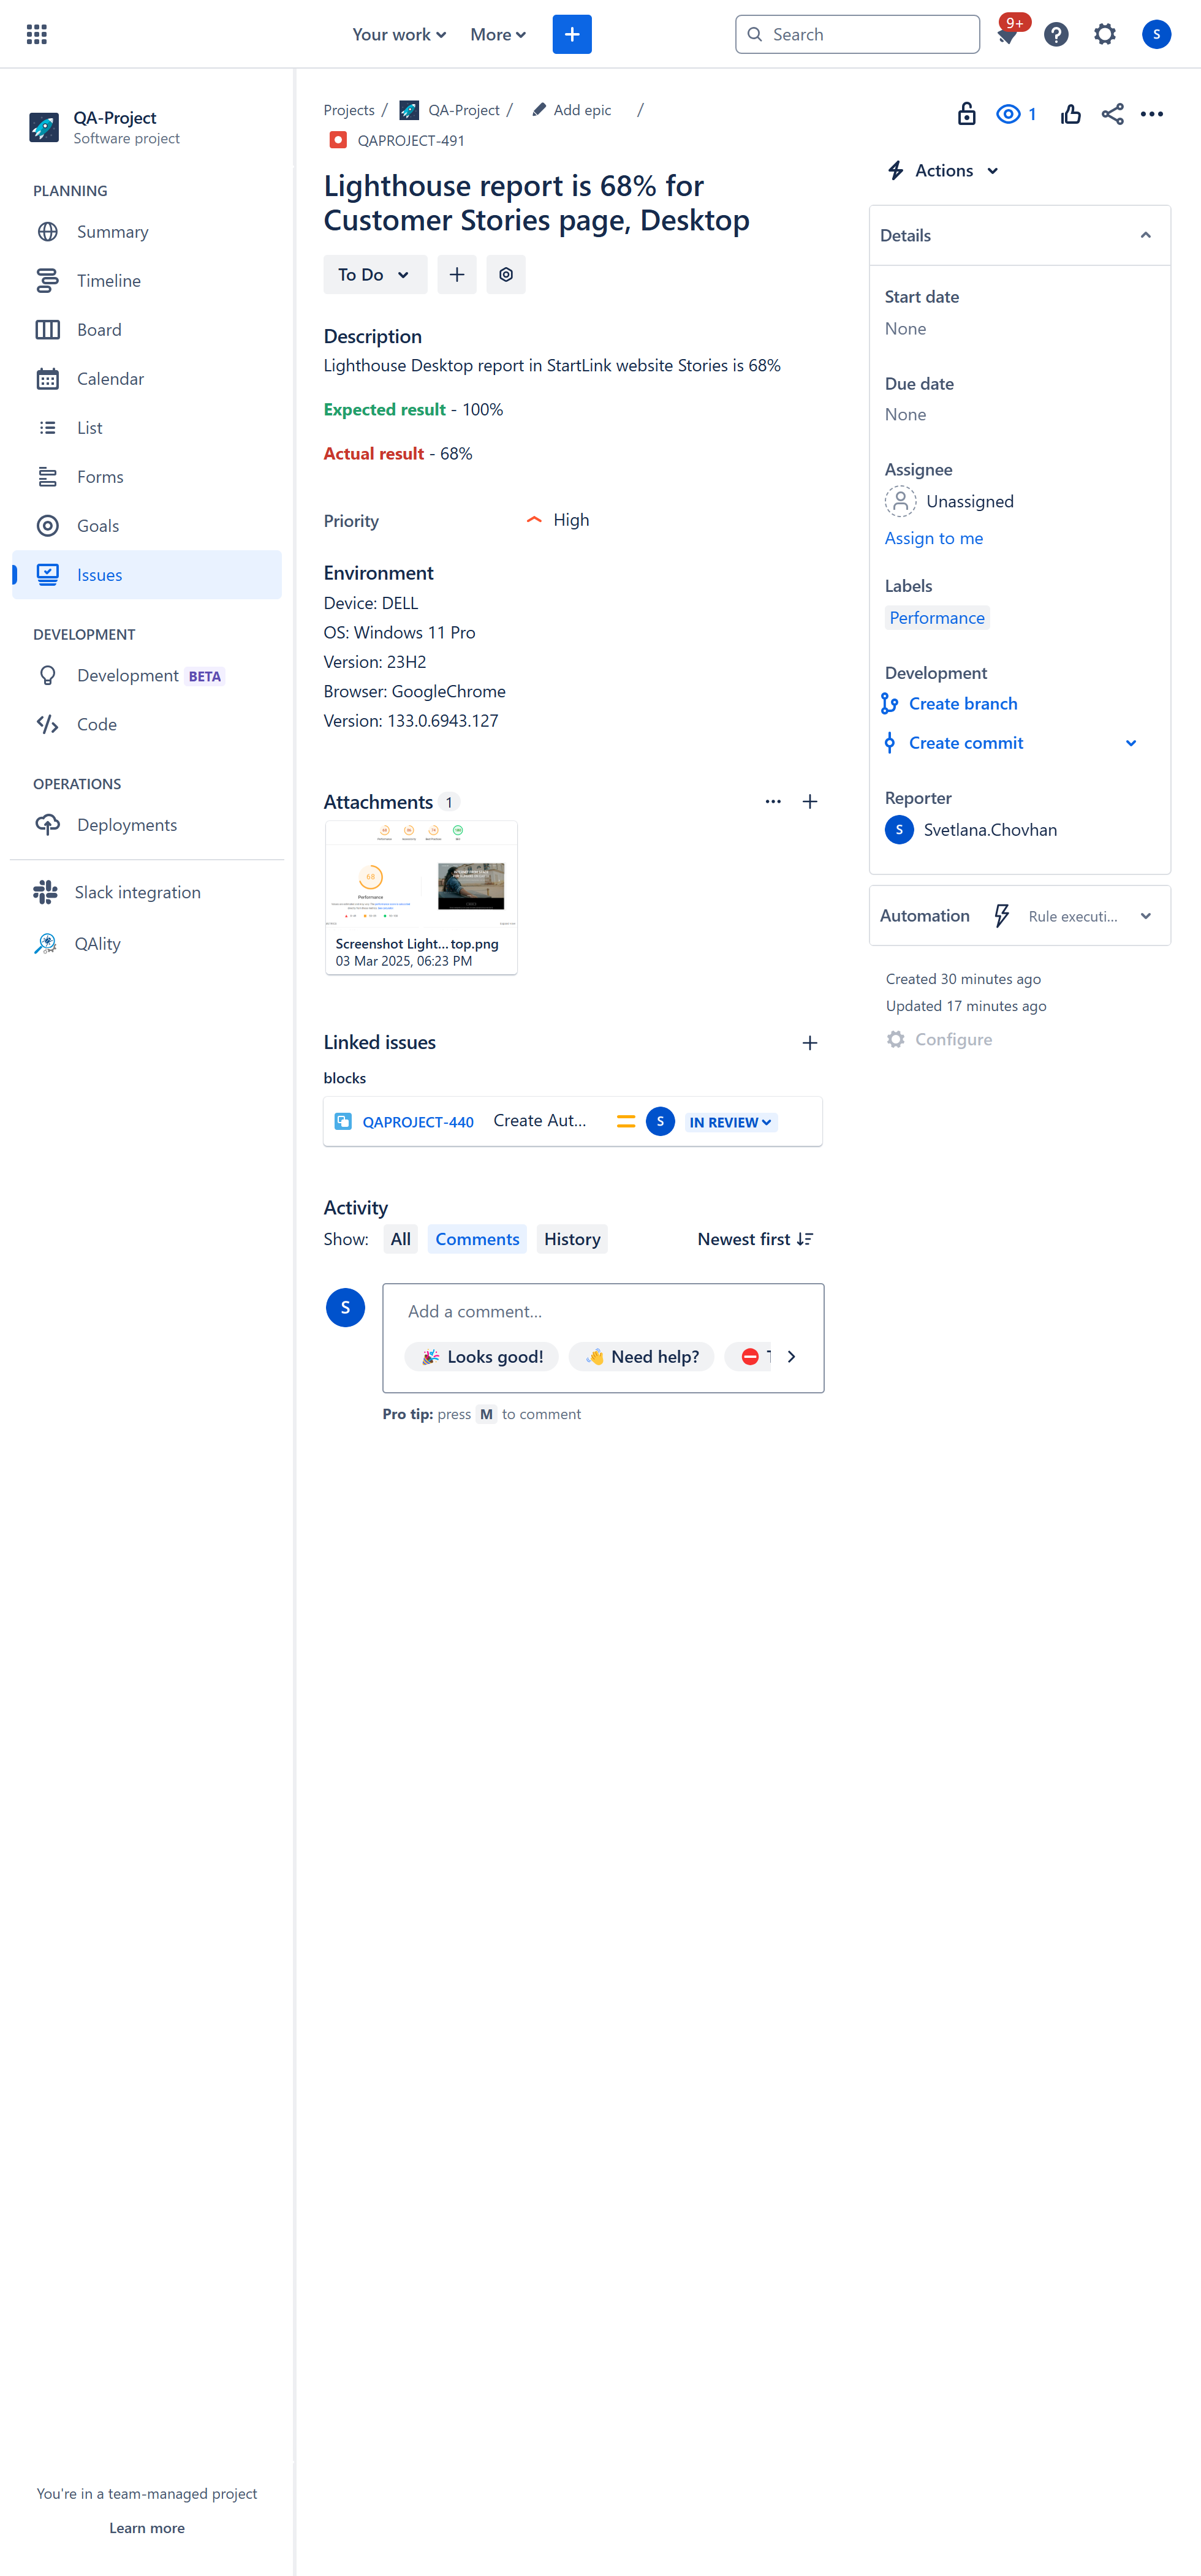 Your work
More
Search
9+
S
QA-Project
Software project
PLANNING
Summary
Timeline
Board
Calendar
List
Forms
Goals
Issues
DEVELOPMENT
Development BETA
Code
OPERATIONS
Deployments
Slack integration
QAlity
You're in a team-managed project
Learn more
Projects / QA-Project / Add epic /
QAPROJECT-491
Lighthouse report is 68% for
Customer Stories page, Desktop
To Do
Description
Lighthouse Desktop report in StartLink website Stories is 68%
Expected result - 100%
Actual result - 68%
Priority High
Environment
Device: DELL
OS: Windows 11 Pro
Version: 23H2
Browser: GoogleChrome
Version: 133.0.6943.127
Attachments 1
68
Performance
Screenshot Light...top.png
03 Mar 2025, 06:23 PM
Linked issues
blocks
QAPROJECT-440 Create Aut... S IN REVIEW
Activity
Show: All Comments History Newest first
S
Add a comment...
Looks good! Need help?
Pro tip: press M to comment
1
Actions
Details
Start date
None
Due date
None
Assignee
Unassigned
Assign to me
Labels
Performance
Development
Create branch
Create commit
Reporter
S Svetlana.Chovhan
Automation Rule executi...
Created 30 minutes ago
Updated 17 minutes ago
Configure